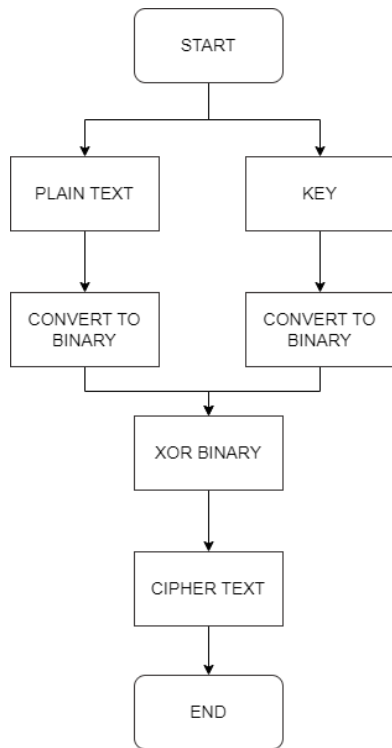 START
PLAIN TEXT
KEY
CONVERT TO
BINARY
CONVERT TO
BINARY
XOR BINARY
CIPHER TEXT
END